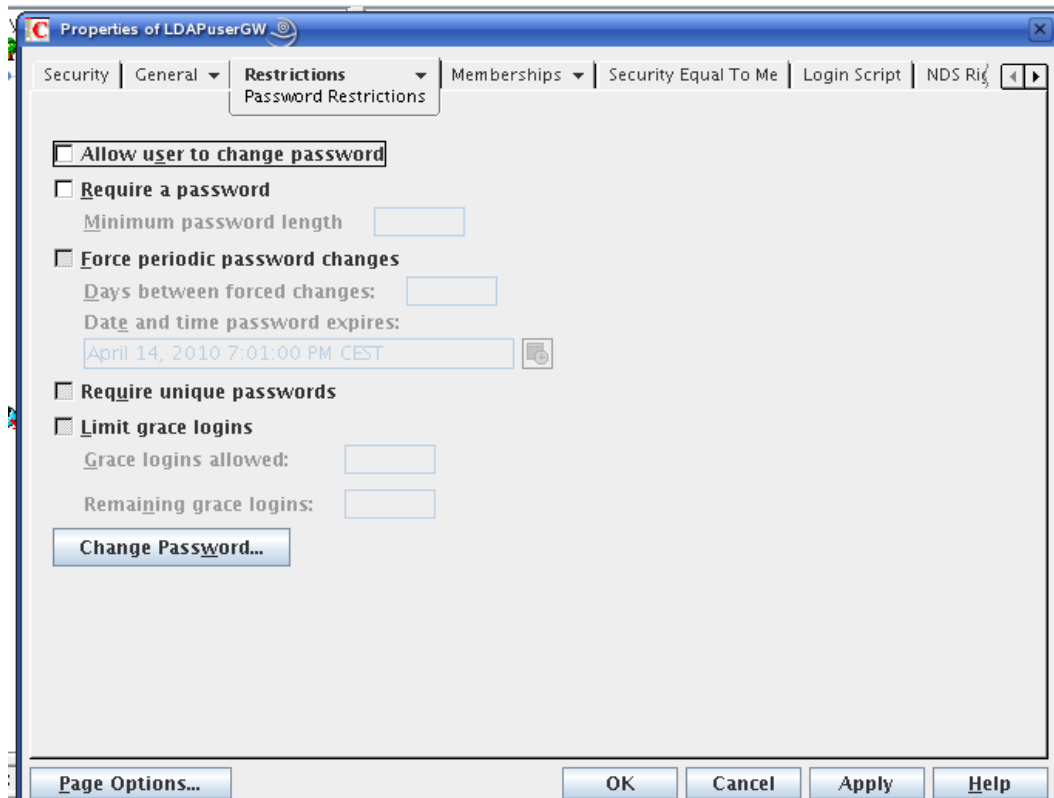 Properties of LDAPuserGW
Security General Restrictions Memberships Security Equal To Me Login Script NDS
Password Restrictions
Allow user to change password
Require a password
Minimum password length
Force periodic password changes
Days between forced changes:
Date and time password expires:
April 14, 2010 7:01:00 PM CEST
Require unique passwords
Limit grace logins
Grace logins allowed:
Remaining grace logins:
Change Password...
Page Options... OK Cancel Apply Help